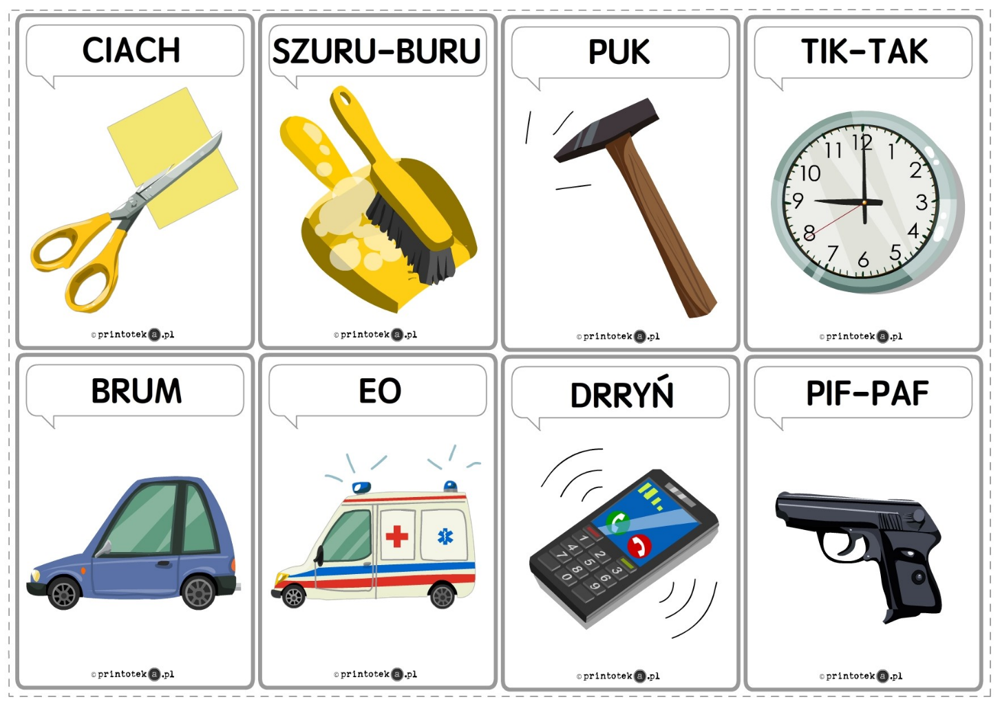 CIACH
SZURU-BURU
PUK
TIK-TAK
12
11
1
10
2
9
3
8
4
7
5
6
©printoteka.pl
©printoteka.pl
©printoteka.pl
©printoteka.pl
BRUM
EO
DRRYŃ
PIF-PAF
1 2 3
4 5 6
7 8 9
0
©printoteka.pl
©printoteka.pl
©printoteka.pl
©printoteka.pl